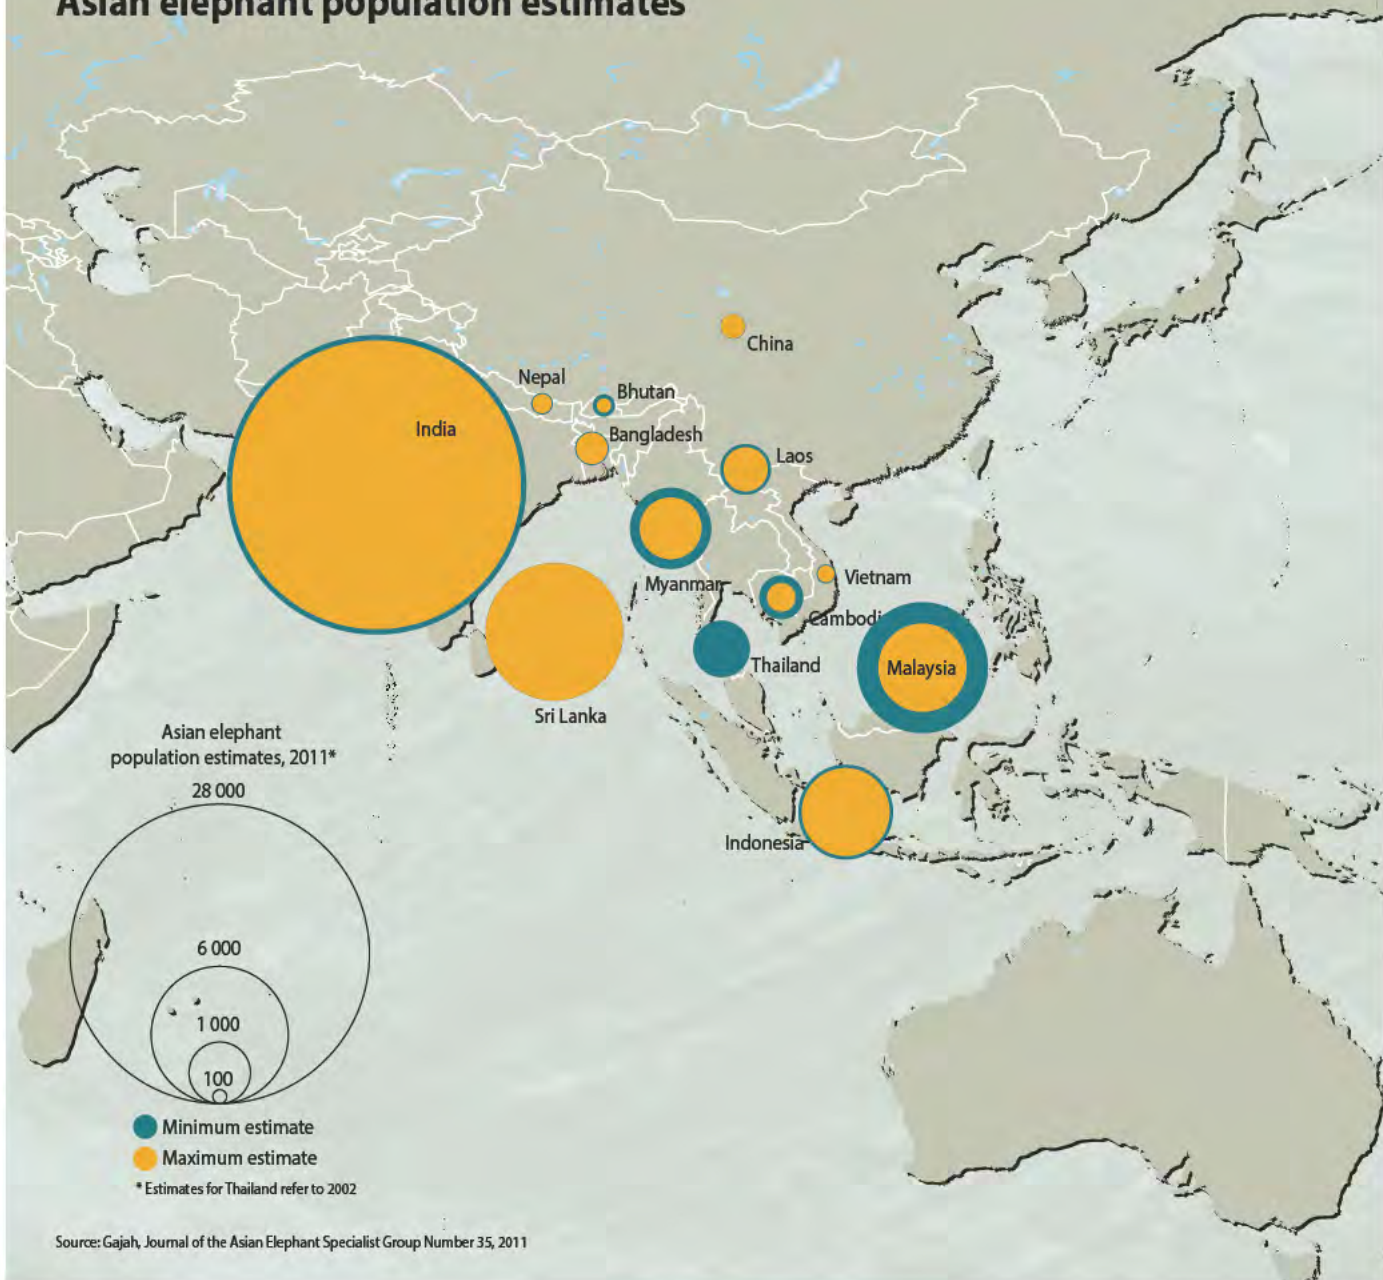 Asian elephant population estimates
China
Nepal
Bhutan
India
Bangladesh
Laos
Myanmar
Vietnam
Cambodi
Thailand
Malaysia
Sri Lanka
Indonesia
Asian elephant
population estimates, 2011*
28 000
6 000
1 000
100
Minimum estimate
Maximum estimate
* Estimates for Thailand refer to 2002
Source: Gajah, Journal of the Asian Elephant Specialist Group Number 35, 2011